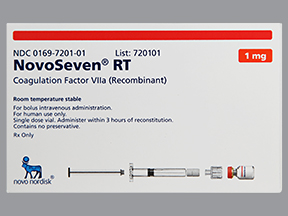 NDC 0169-7201-01 List: 720101
NovoSeven® RT
Coagulation Factor VIIa (Recombinant)
1 mg
Room temperature stable
For bolus intravenous administration.
For human use only.
Single dose vial. Administer within 3 hours of reconstitution.
Contains no preservative.
Rx Only
novo nordisk®